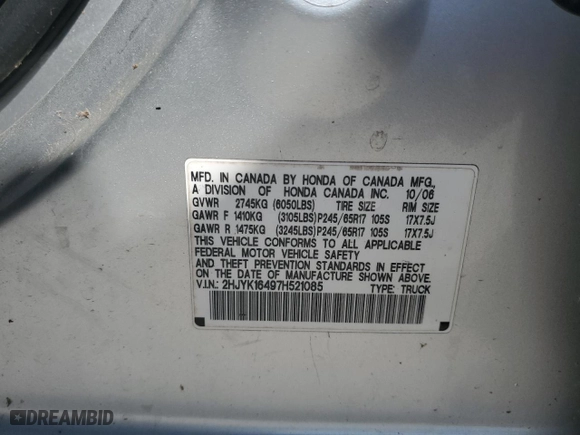 MFD. IN CANADA BY HONDA OF CANADA MFG.,
A DIVISION OF HONDA CANADA INC. 10/06
GVWR 2745KG (6050LBS) TIRE SIZE RIM SIZE
GAWR F 1410KG (3105LBS)P245/65R17 105S 17X7.5J
GAWR R 1475KG (3245LBS)P245/65R17 105S 17X7.5J
THIS VEHICLE CONFORMS TO ALL APPLICABLE
FEDERAL MOTOR VEHICLE SAFETY
AND THEFT PREVENTION STANDARDS IN EFFECT
ON THE DATE OF MANUFACTURE SHOWN ABOVE.
V.I.N.: 2HJYK16497H521085 TYPE: TRUCK
DREAMBID